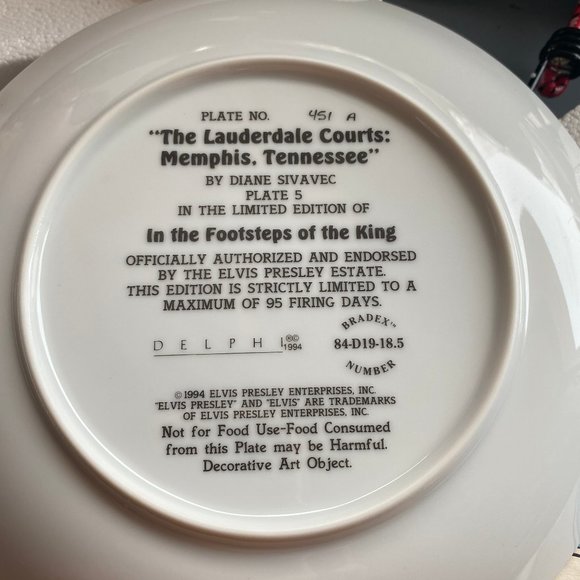 PLATE NO. 451 A
"The Lauderdale Courts:
Memphis, Tennessee"
BY DIANE SIVAVEC
PLATE 5
IN THE LIMITED EDITION OF
In the Footsteps of the King
OFFICIALLY AUTHORIZED AND ENDORSED
BY THE ELVIS PRESLEY ESTATE.
THIS EDITION IS STRICTLY LIMITED TO A
MAXIMUM OF 95 FIRING DAYS.
DELPHI ®© 1994
BRADEX™
84-D19-18.5
NUMBER
©1994 ELVIS PRESLEY ENTERPRISES, INC.
"ELVIS PRESLEY" AND "ELVIS" ARE TRADEMARKS
OF ELVIS PRESLEY ENTERPRISES, INC.
Not for Food Use-Food Consumed
from this Plate may be Harmful.
Decorative Art Object.